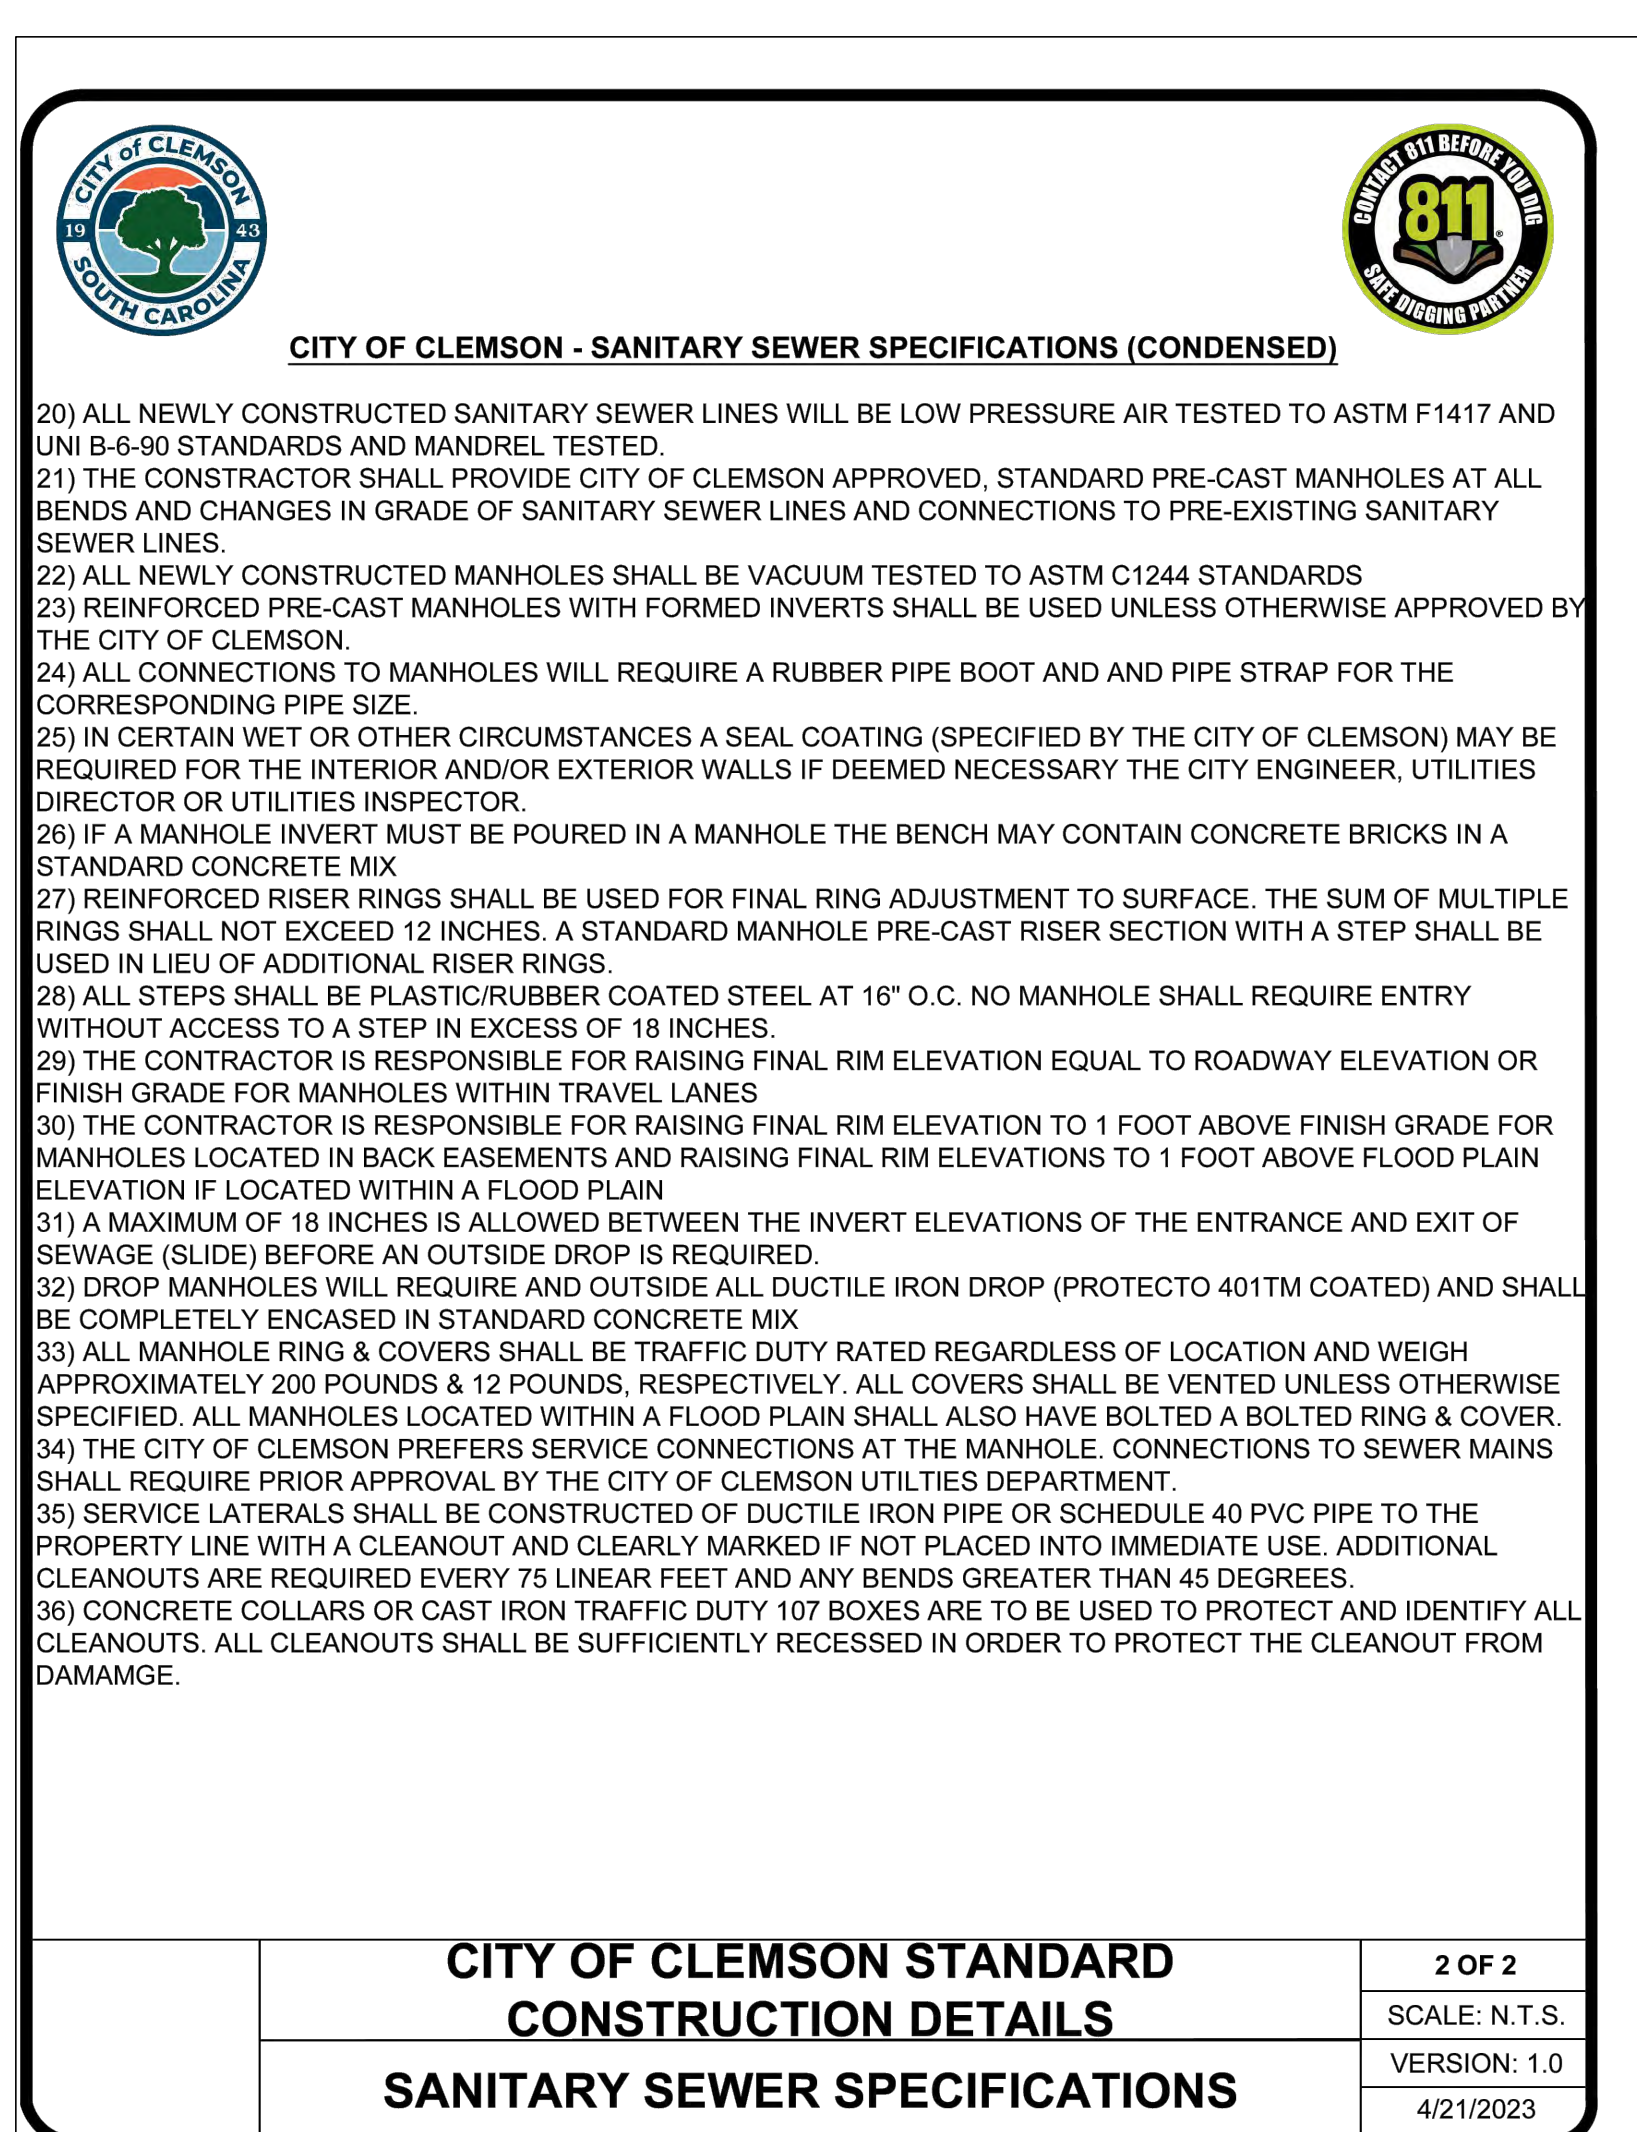 CITY of CLEMSON
19 43
SOUTH CAROLINA
CONTACT 811 BEFORE YOU DIG
811®
SAFE DIGGING PARTNER
CITY OF CLEMSON - SANITARY SEWER SPECIFICATIONS (CONDENSED)
20) ALL NEWLY CONSTRUCTED SANITARY SEWER LINES WILL BE LOW PRESSURE AIR TESTED TO ASTM F1417 AND
UNI B-6-90 STANDARDS AND MANDREL TESTED.
21) THE CONSTRACTOR SHALL PROVIDE CITY OF CLEMSON APPROVED, STANDARD PRE-CAST MANHOLES AT ALL
BENDS AND CHANGES IN GRADE OF SANITARY SEWER LINES AND CONNECTIONS TO PRE-EXISTING SANITARY
SEWER LINES.
22) ALL NEWLY CONSTRUCTED MANHOLES SHALL BE VACUUM TESTED TO ASTM C1244 STANDARDS
23) REINFORCED PRE-CAST MANHOLES WITH FORMED INVERTS SHALL BE USED UNLESS OTHERWISE APPROVED BY
THE CITY OF CLEMSON.
24) ALL CONNECTIONS TO MANHOLES WILL REQUIRE A RUBBER PIPE BOOT AND AND PIPE STRAP FOR THE
CORRESPONDING PIPE SIZE.
25) IN CERTAIN WET OR OTHER CIRCUMSTANCES A SEAL COATING (SPECIFIED BY THE CITY OF CLEMSON) MAY BE
REQUIRED FOR THE INTERIOR AND/OR EXTERIOR WALLS IF DEEMED NECESSARY THE CITY ENGINEER, UTILITIES
DIRECTOR OR UTILITIES INSPECTOR.
26) IF A MANHOLE INVERT MUST BE POURED IN A MANHOLE THE BENCH MAY CONTAIN CONCRETE BRICKS IN A
STANDARD CONCRETE MIX
27) REINFORCED RISER RINGS SHALL BE USED FOR FINAL RING ADJUSTMENT TO SURFACE. THE SUM OF MULTIPLE
RINGS SHALL NOT EXCEED 12 INCHES. A STANDARD MANHOLE PRE-CAST RISER SECTION WITH A STEP SHALL BE
USED IN LIEU OF ADDITIONAL RISER RINGS.
28) ALL STEPS SHALL BE PLASTIC/RUBBER COATED STEEL AT 16" O.C. NO MANHOLE SHALL REQUIRE ENTRY
WITHOUT ACCESS TO A STEP IN EXCESS OF 18 INCHES.
29) THE CONTRACTOR IS RESPONSIBLE FOR RAISING FINAL RIM ELEVATION EQUAL TO ROADWAY ELEVATION OR
FINISH GRADE FOR MANHOLES WITHIN TRAVEL LANES
30) THE CONTRACTOR IS RESPONSIBLE FOR RAISING FINAL RIM ELEVATION TO 1 FOOT ABOVE FINISH GRADE FOR
MANHOLES LOCATED IN BACK EASEMENTS AND RAISING FINAL RIM ELEVATIONS TO 1 FOOT ABOVE FLOOD PLAIN
ELEVATION IF LOCATED WITHIN A FLOOD PLAIN
31) A MAXIMUM OF 18 INCHES IS ALLOWED BETWEEN THE INVERT ELEVATIONS OF THE ENTRANCE AND EXIT OF
SEWAGE (SLIDE) BEFORE AN OUTSIDE DROP IS REQUIRED.
32) DROP MANHOLES WILL REQUIRE AND OUTSIDE ALL DUCTILE IRON DROP (PROTECTO 401TM COATED) AND SHALL
BE COMPLETELY ENCASED IN STANDARD CONCRETE MIX
33) ALL MANHOLE RING & COVERS SHALL BE TRAFFIC DUTY RATED REGARDLESS OF LOCATION AND WEIGH
APPROXIMATELY 200 POUNDS & 12 POUNDS, RESPECTIVELY. ALL COVERS SHALL BE VENTED UNLESS OTHERWISE
SPECIFIED. ALL MANHOLES LOCATED WITHIN A FLOOD PLAIN SHALL ALSO HAVE BOLTED A BOLTED RING & COVER.
34) THE CITY OF CLEMSON PREFERS SERVICE CONNECTIONS AT THE MANHOLE. CONNECTIONS TO SEWER MAINS
SHALL REQUIRE PRIOR APPROVAL BY THE CITY OF CLEMSON UTILTIES DEPARTMENT.
35) SERVICE LATERALS SHALL BE CONSTRUCTED OF DUCTILE IRON PIPE OR SCHEDULE 40 PVC PIPE TO THE
PROPERTY LINE WITH A CLEANOUT AND CLEARLY MARKED IF NOT PLACED INTO IMMEDIATE USE. ADDITIONAL
CLEANOUTS ARE REQUIRED EVERY 75 LINEAR FEET AND ANY BENDS GREATER THAN 45 DEGREES.
36) CONCRETE COLLARS OR CAST IRON TRAFFIC DUTY 107 BOXES ARE TO BE USED TO PROTECT AND IDENTIFY ALL
CLEANOUTS. ALL CLEANOUTS SHALL BE SUFFICIENTLY RECESSED IN ORDER TO PROTECT THE CLEANOUT FROM
DAMAMGE.
CITY OF CLEMSON STANDARD
CONSTRUCTION DETAILS
SANITARY SEWER SPECIFICATIONS
2 OF 2
SCALE: N.T.S.
VERSION: 1.0
4/21/2023